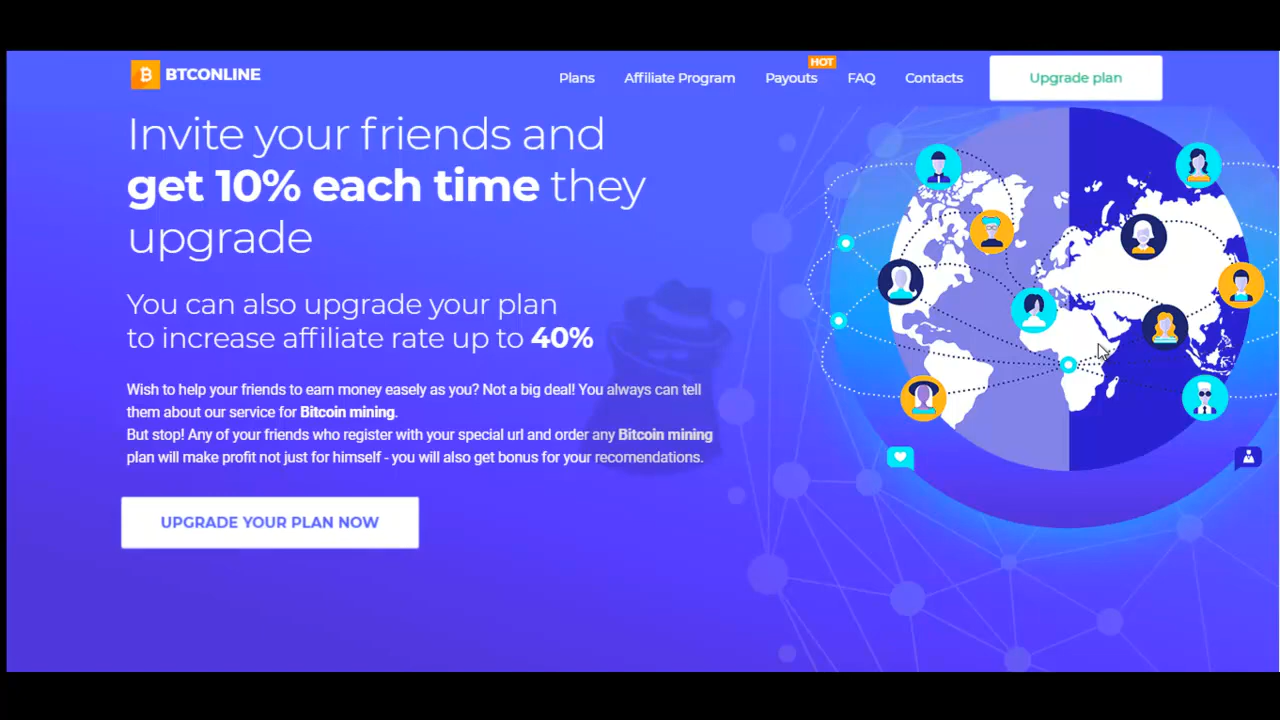 BTCONLINE
Plans
Affiliate Program
Payouts
HOT
FAQ
Contacts
Upgrade plan
Invite your friends and
get 10% each time they
upgrade
You can also upgrade your plan
to increase affiliate rate up to 40%
Wish to help your friends to earn money easely as you? Not a big deal! You always can tell
them about our service for Bitcoin mining.
But stop! Any of your friends who register with your special url and order any Bitcoin mining
plan will make profit not just for himself - you will also get bonus for your recomendations.
UPGRADE YOUR PLAN NOW